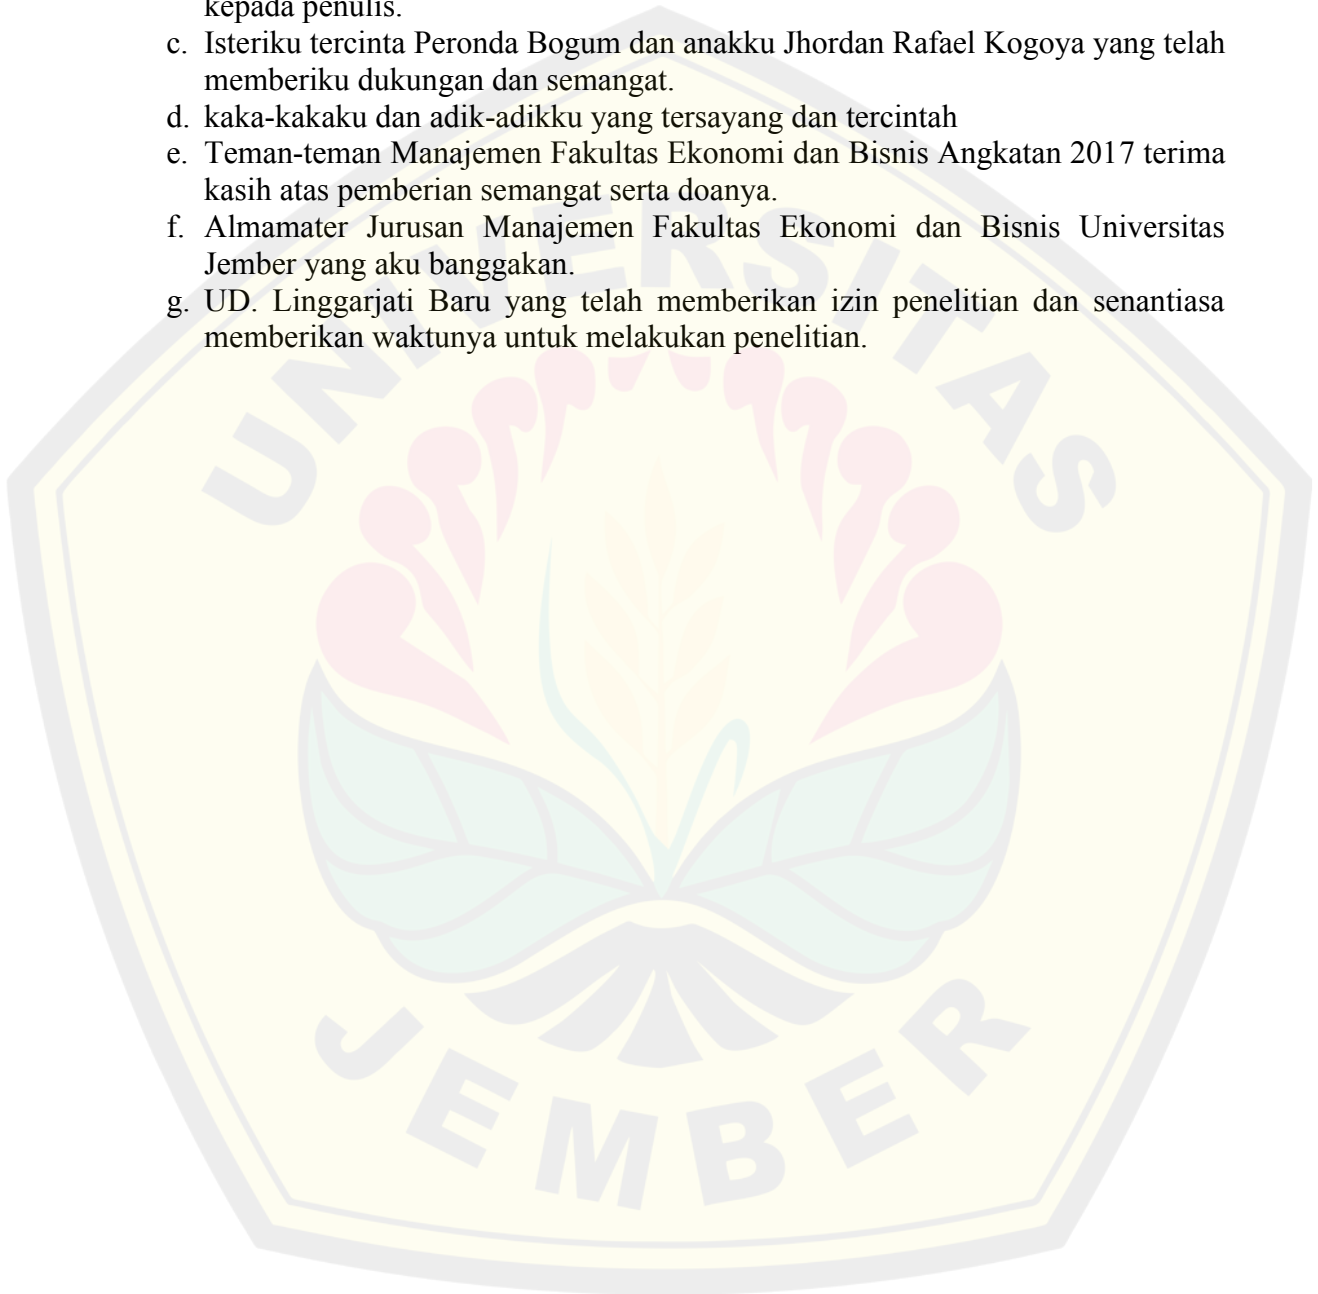 kepada penulis.
c. Isteriku tercinta Peronda Bogum dan anakku Jhordan Rafael Kogoya yang telah
memberiku dukungan dan semangat.
d. kaka-kakaku dan adik-adikku yang tersayang dan tercintah
e. Teman-teman Manajemen Fakultas Ekonomi dan Bisnis Angkatan 2017 terima
kasih atas pemberian semangat serta doanya.
f. Almamater Jurusan Manajemen Fakultas Ekonomi dan Bisnis Universitas
Jember yang aku banggakan.
g. UD. Linggarjati Baru yang telah memberikan izin penelitian dan senantiasa
memberikan waktunya untuk melakukan penelitian.
UNIVERSITAS
JEMBER